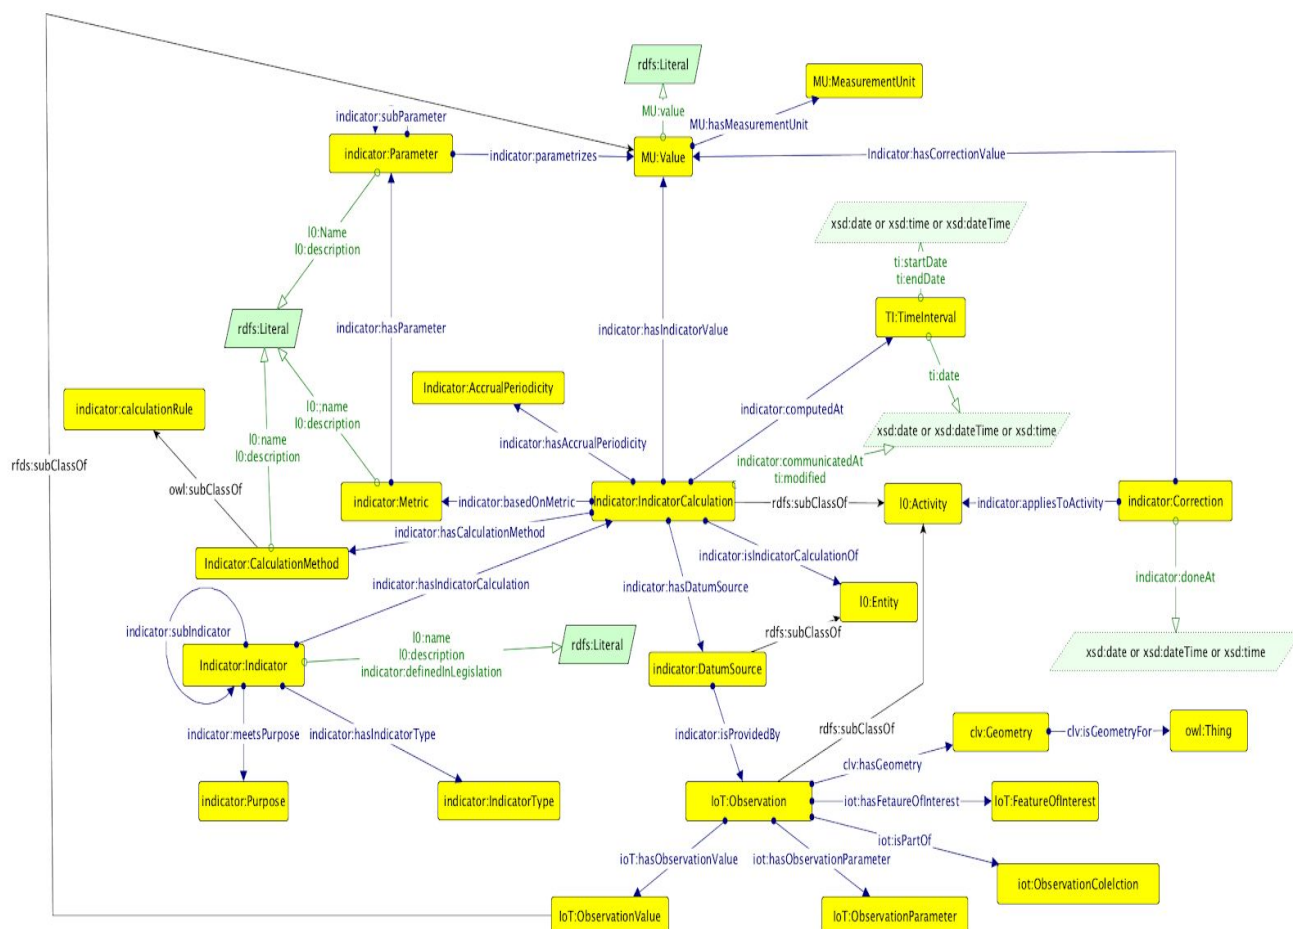 rdfs:Literal
MU:MeasurementUnit
MU:value
indicator:subParameter
MU:hasMeasurementUnit
indicator:Parameter
indicator:parametrizes
MU:Value
Indicator:hasCorrectionValue
xsd:date or xsd:time or xsd:dateTime
l0:Name
l0:description
ti:startDate
ti:endDate
rdfs:Literal
indicator:hasParameter
indicator:hasIndicatorValue
TI:TimeInterval
ti:date
Indicator:AccrualPeriodicity
indicator:calculationRule
l0:;name
l0:description
indicator:computedAt
xsd:date or xsd:dateTime or xsd:time
l0:name
l0:description
indicator:hasAccrualPeriodicity
rfds:subClassOf
indicator:communicatedAt
ti:modified
owl:subClassOf
indicator:Metric
indicator:basedOnMetric
Indicator:IndicatorCalculation
rdfs:subClassOf
l0:Activity
indicator:appliesToActivity
indicator:Correction
indicator:hasCalculationMethod
Indicator:CalculationMethod
indicator:isIndicatorCalculationOf
indicator:hasIndicatorCalculation
indicator:hasDatumSource
indicator:doneAt
l0:Entity
indicator:subIndicator
rdfs:subClassOf
l0:name
l0:description
indicator:definedInLegislation
rdfs:Literal
xsd:date or xsd:dateTime or xsd:time
Indicator:Indicator
indicator:DatumSource
indicator:meetsPurpose
indicator:hasIndicatorType
indicator:isProvidedBy
rdfs:subClassOf
clv:Geometry
clv:isGeometryFor
owl:Thing
clv:hasGeometry
indicator:Purpose
indicator:IndicatorType
IoT:Observation
iot:hasFetaureOfInterest
IoT:FeatureOfInterest
iot:isPartOf
ioT:hasObservationValue
iot:hasObservationParameter
iot:ObservationColelction
IoT:ObservationValue
IoT:ObservationParameter